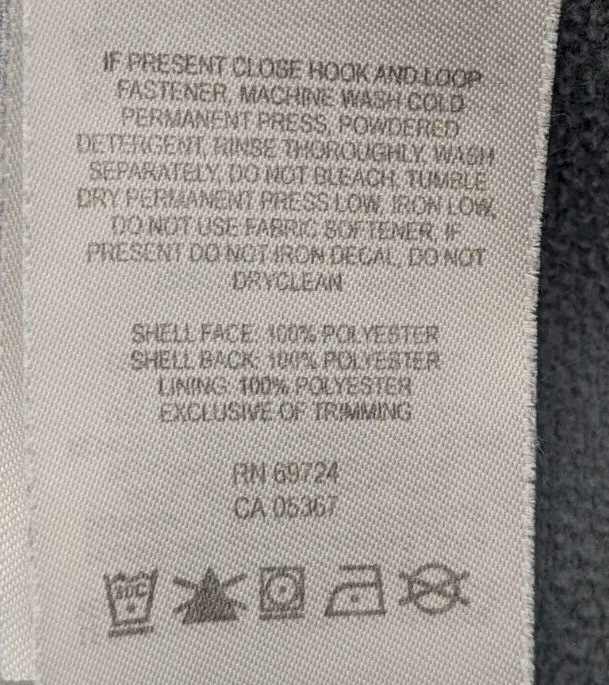 IF PRESENT CLOSE HOOK AND LOOP
FASTENER, MACHINE WASH COLD
PERMANENT PRESS, POWDERED
DETERGENT, RINSE THOROUGHLY, WASH
SEPARATELY, DO NOT BLEACH, TUMBLE
DRY PERMANENT PRESS LOW, IRON LOW,
DO NOT USE FABRIC SOFTENER, IF
PRESENT DO NOT IRON DECAL, DO NOT
DRYCLEAN
SHELL FACE: 100% POLYESTER
SHELL BACK: 100% POLYESTER
LINING: 100% POLYESTER
EXCLUSIVE OF TRIMMING
RN 69724
CA 05367
30C